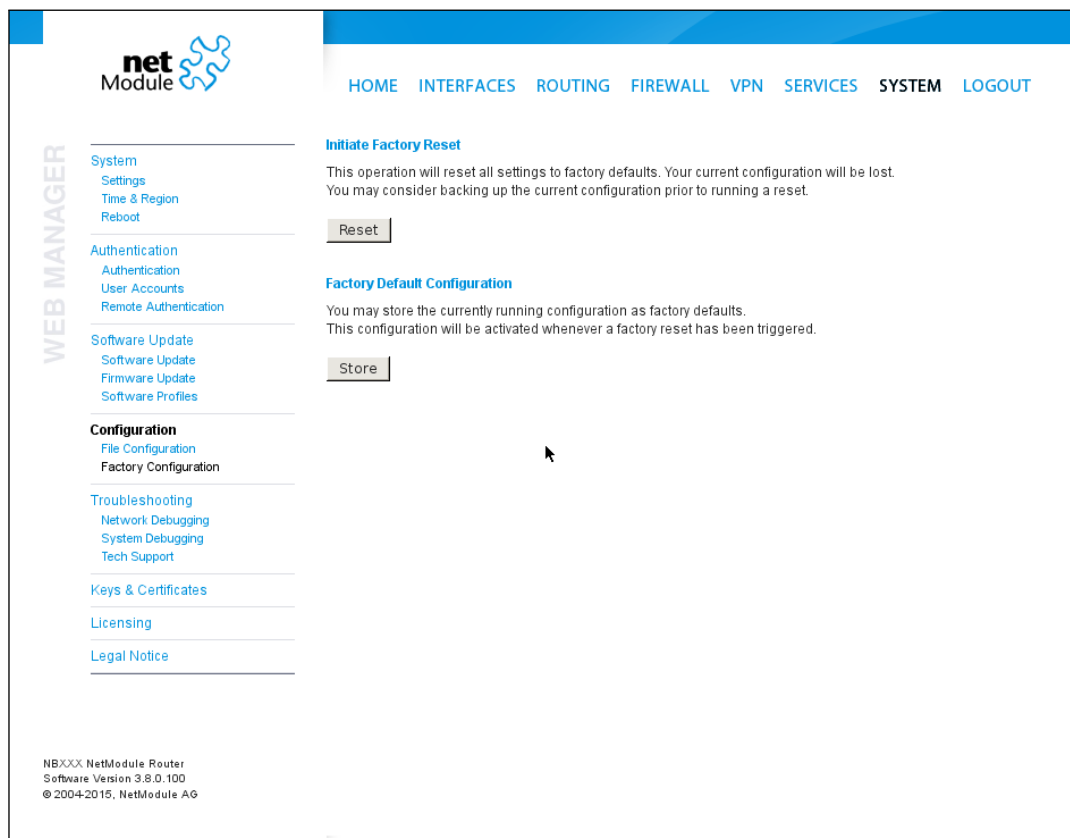 net
Module
HOME INTERFACES ROUTING FIREWALL VPN SERVICES SYSTEM LOGOUT
WEB MANAGER
System
Settings
Time & Region
Reboot
Authentication
Authentication
User Accounts
Remote Authentication
Software Update
Software Update
Firmware Update
Software Profiles
Configuration
File Configuration
Factory Configuration
Troubleshooting
Network Debugging
System Debugging
Tech Support
Keys & Certificates
Licensing
Legal Notice
Initiate Factory Reset
This operation will reset all settings to factory defaults. Your current configuration will be lost.
You may consider backing up the current configuration prior to running a reset.
Reset
Factory Default Configuration
You may store the currently running configuration as factory defaults.
This configuration will be activated whenever a factory reset has been triggered.
Store
NBXXX NetModule Router
Software Version 3.8.0.100
© 2004-2015, NetModule AG